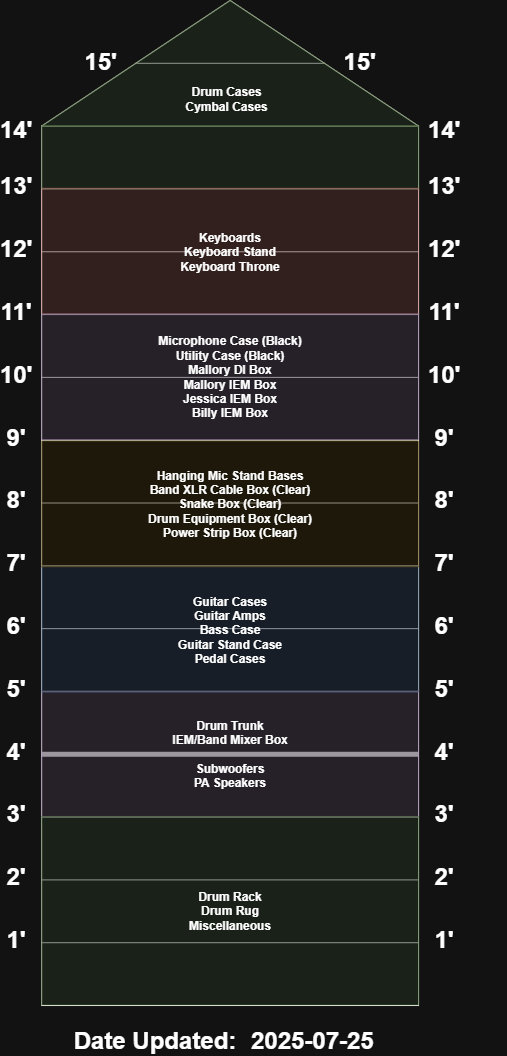 15' 15'
Drum Cases
Cymbal Cases
14' 14'
13' 13'
Keyboards
12' Keyboard Stand 12'
Keyboard Throne
11' 11'
Microphone Case (Black)
Utility Case (Black)
Mallory DI Box
10' 10'
Mallory IEM Box
Jessica IEM Box
Billy IEM Box
9' 9'
Hanging Mic Stand Bases
Band XLR Cable Box (Clear)
8' Snake Box (Clear) 8'
Drum Equipment Box (Clear)
Power Strip Box (Clear)
7' 7'
Guitar Cases
Guitar Amps
6' Bass Case 6'
Guitar Stand Case
Pedal Cases
5' 5'
Drum Trunk
IEM/Band Mixer Box
4' 4'
Subwoofers
PA Speakers
3' 3'
2' 2'
Drum Rack
Drum Rug
Miscellaneous
1' 1'
Date Updated: 2025-07-25